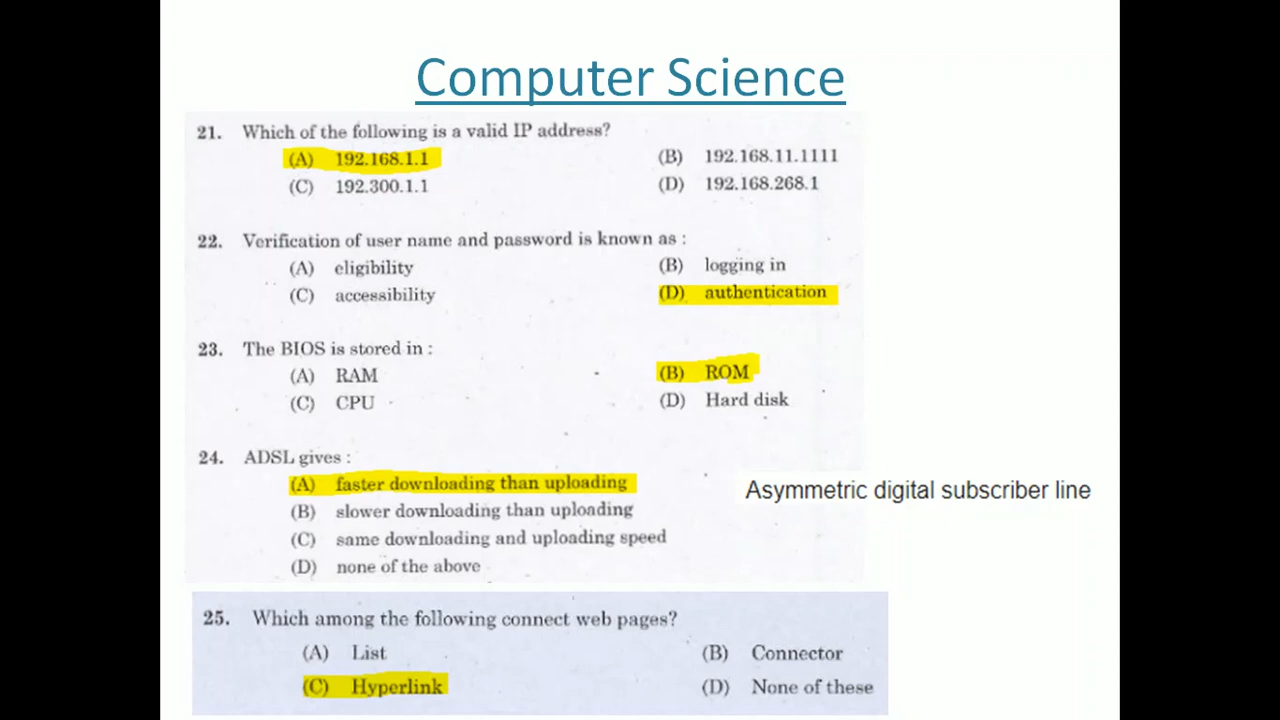 Computer Science
21. Which of the following is a valid IP address?
(A) 192.168.1.1 (B) 192.168.11.1111
(C) 192.300.1.1 (D) 192.168.268.1
22. Verification of user name and password is known as :
(A) eligibility (B) logging in
(C) accessibility (D) authentication
23. The BIOS is stored in :
(A) RAM (B) ROM
(C) CPU (D) Hard disk
24. ADSL gives :
(A) faster downloading than uploading
Asymmetric digital subscriber line
(B) slower downloading than uploading
(C) same downloading and uploading speed
(D) none of the above
25. Which among the following connect web pages?
(A) List (B) Connector
(C) Hyperlink (D) None of these